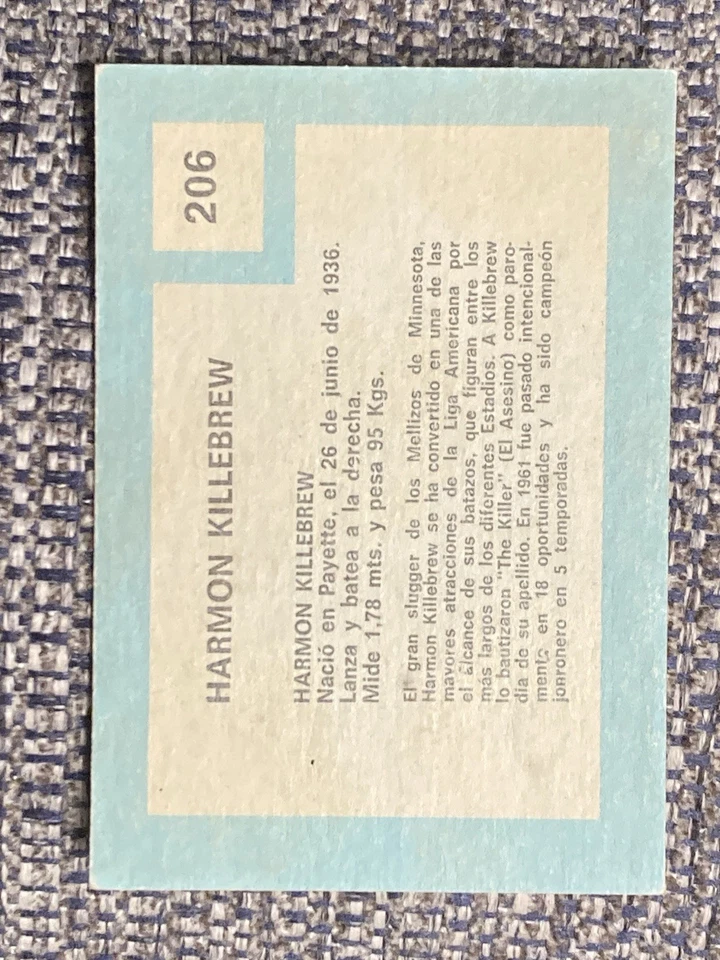 206
HARMON KILLEBREW
HARMON KILLEBREW
Nació en Payette, el 26 de junio de 1936.
Lanza y batea a la derecha.
Mide 1,78 mts. y pesa 95 Kgs.
El gran slugger de los Mellizos de Minnesota,
Harmon Killebrew se ha convertido en una de las
mayores atracciones de la Liga Americana por
el alcance de sus batazos, que figuran entre los
mas largos de los diferentes Estadios. A Killebrew
lo bautizaron "The Killer" (El Asesino) como paro-
dia de su apellido. En 1961 fue pasado intencional-
mente en 18 oportunidades y ha sido campeón
jonronero en 5 temporadas.